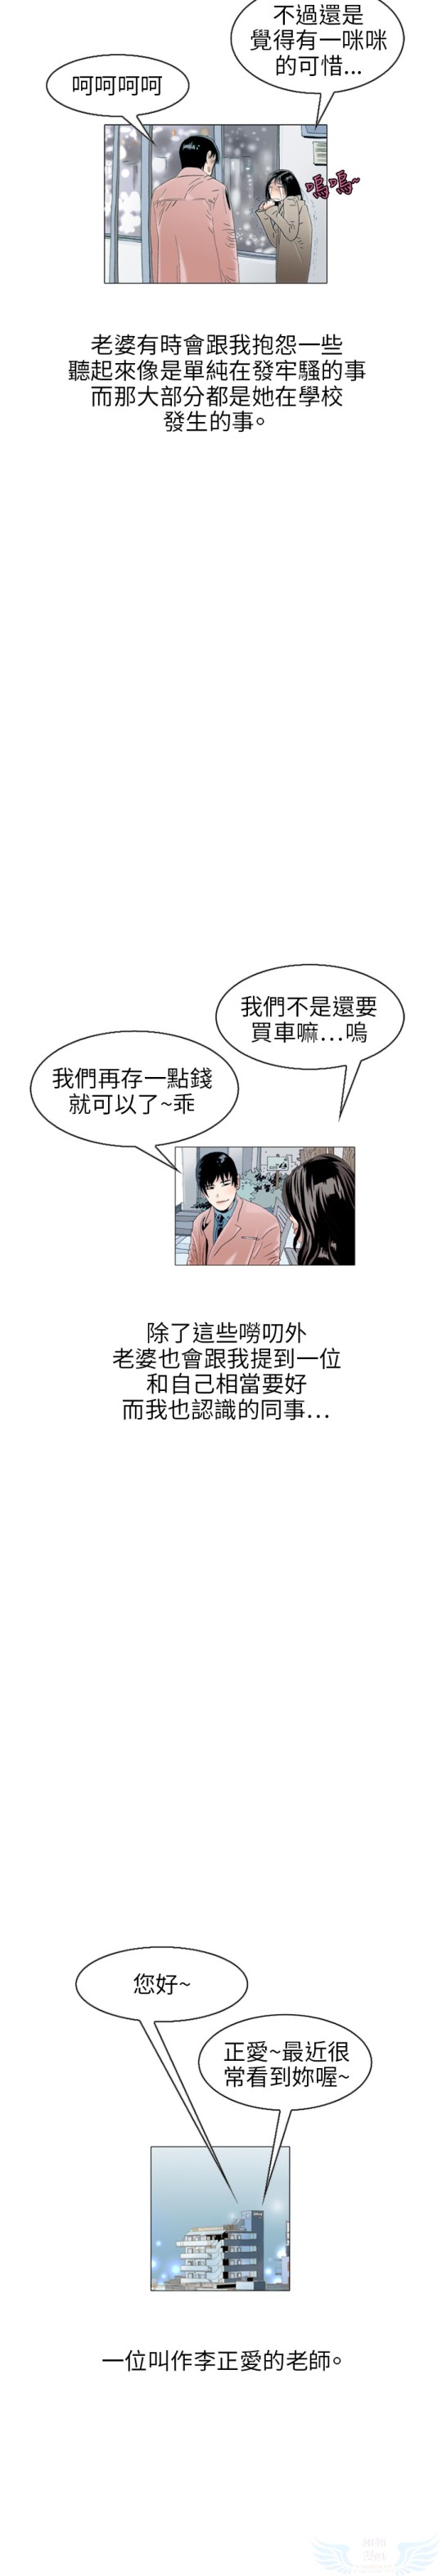 不過還是
覺得有一咪咪
的可惜...
呵呵呵呵
嗚嗚~
老婆有時會跟我抱怨一些
聽起來像是單純在發牢騷的事
而那大部分都是她在學校
發生的事。
我們不是還要
買車嘛...嗚
我們再存一點錢
就可以了~乖
除了這些嘮叨外
老婆也會跟我提到一位
和自己相當要好
而我也認識的同事...
您好~
正愛~最近很
常看到妳喔~
一位叫作李正愛的老師。